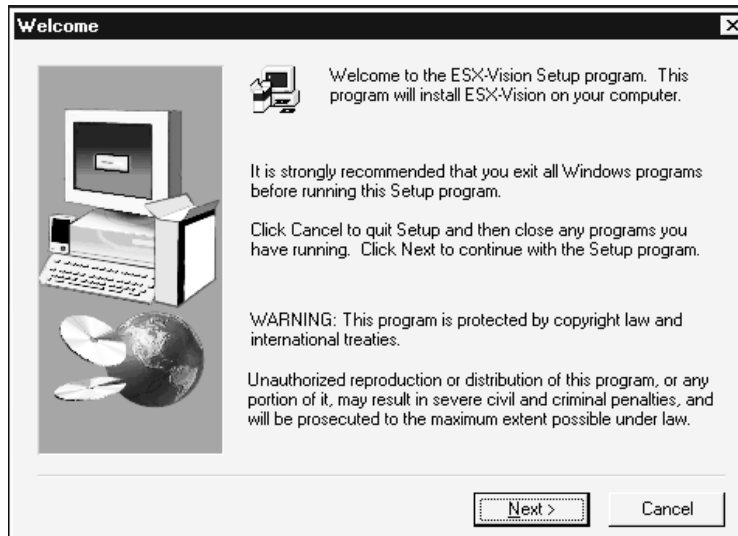 Welcome
Welcome to the ESX-Vision Setup program.  This
program will install ESX-Vision on your computer.
It is strongly recommended that you exit all Windows programs
before running this Setup program.
Click Cancel to quit Setup and then close any programs you
have running.  Click Next to continue with the Setup program.
WARNING: This program is protected by copyright law and
international treaties.
Unauthorized reproduction or distribution of this program, or any
portion of it, may result in severe civil and criminal penalties, and
will be prosecuted to the maximum extent possible under law.
Next >
Cancel